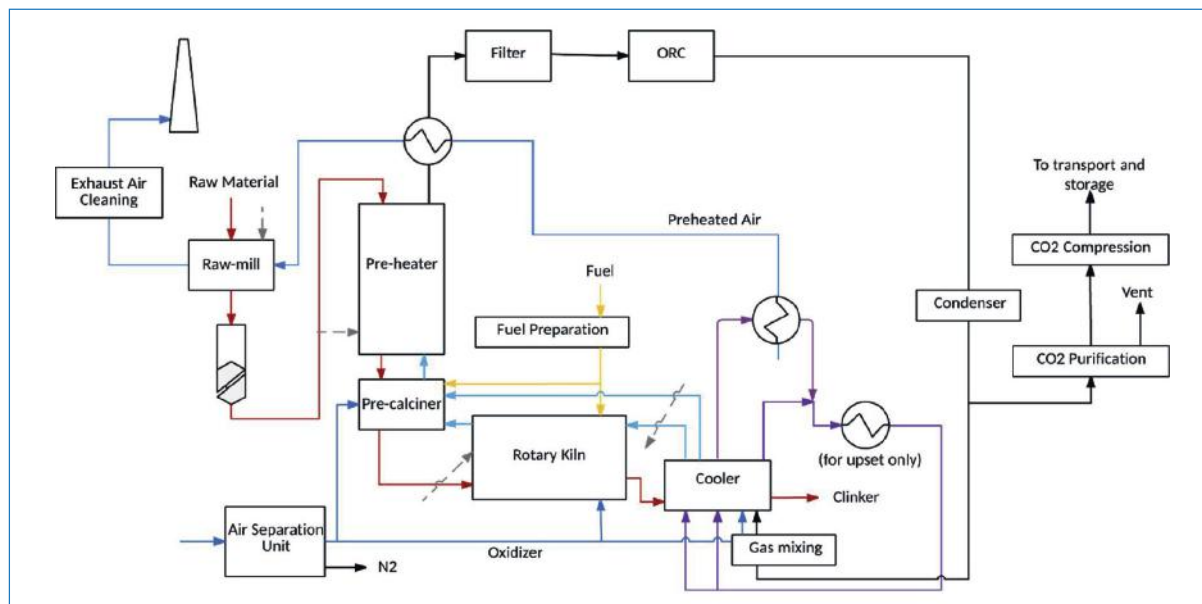 Filter
ORC
Exhaust Air
Cleaning
Raw Material
To transport and
storage
Preheated Air
CO2 Compression
Raw-mill
Pre-heater
Fuel
Vent
Condenser
Fuel Preparation
CO2 Purification
Pre-calciner
Rotary Kiln
(for upset only)
Cooler
Clinker
Air Separation
Unit
Oxidizer
Gas mixing
N2